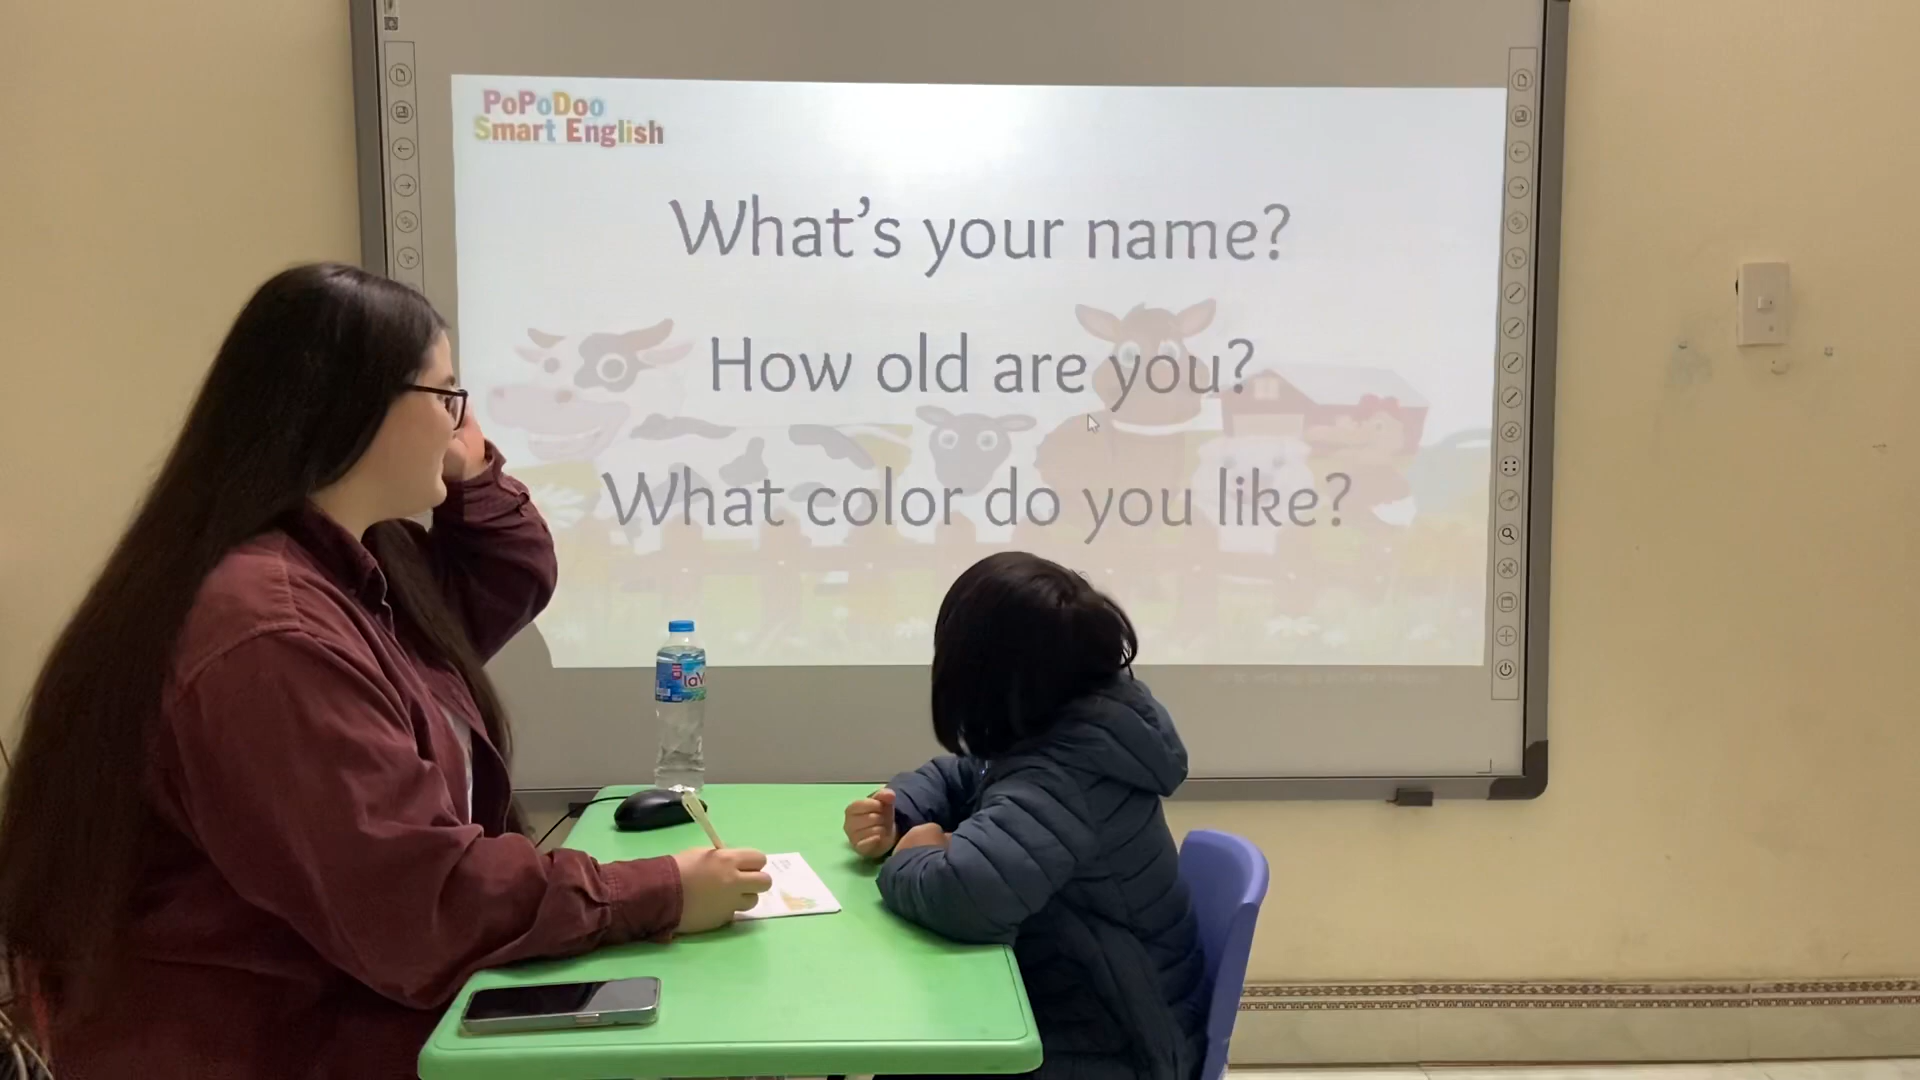 PoPoDoo
Smart English
What's your name?
How old are you?
What color do you like?